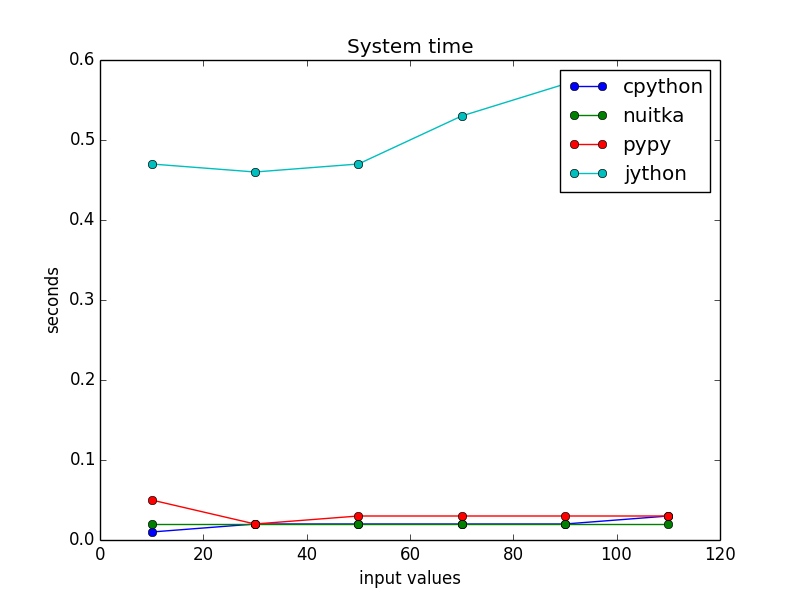 System time
0.6
0.5
0.4
0.3
0.2
0.1
0.0
seconds
cpython
nuitka
pypy
jython
0 20 40 60 80 100 120
input values